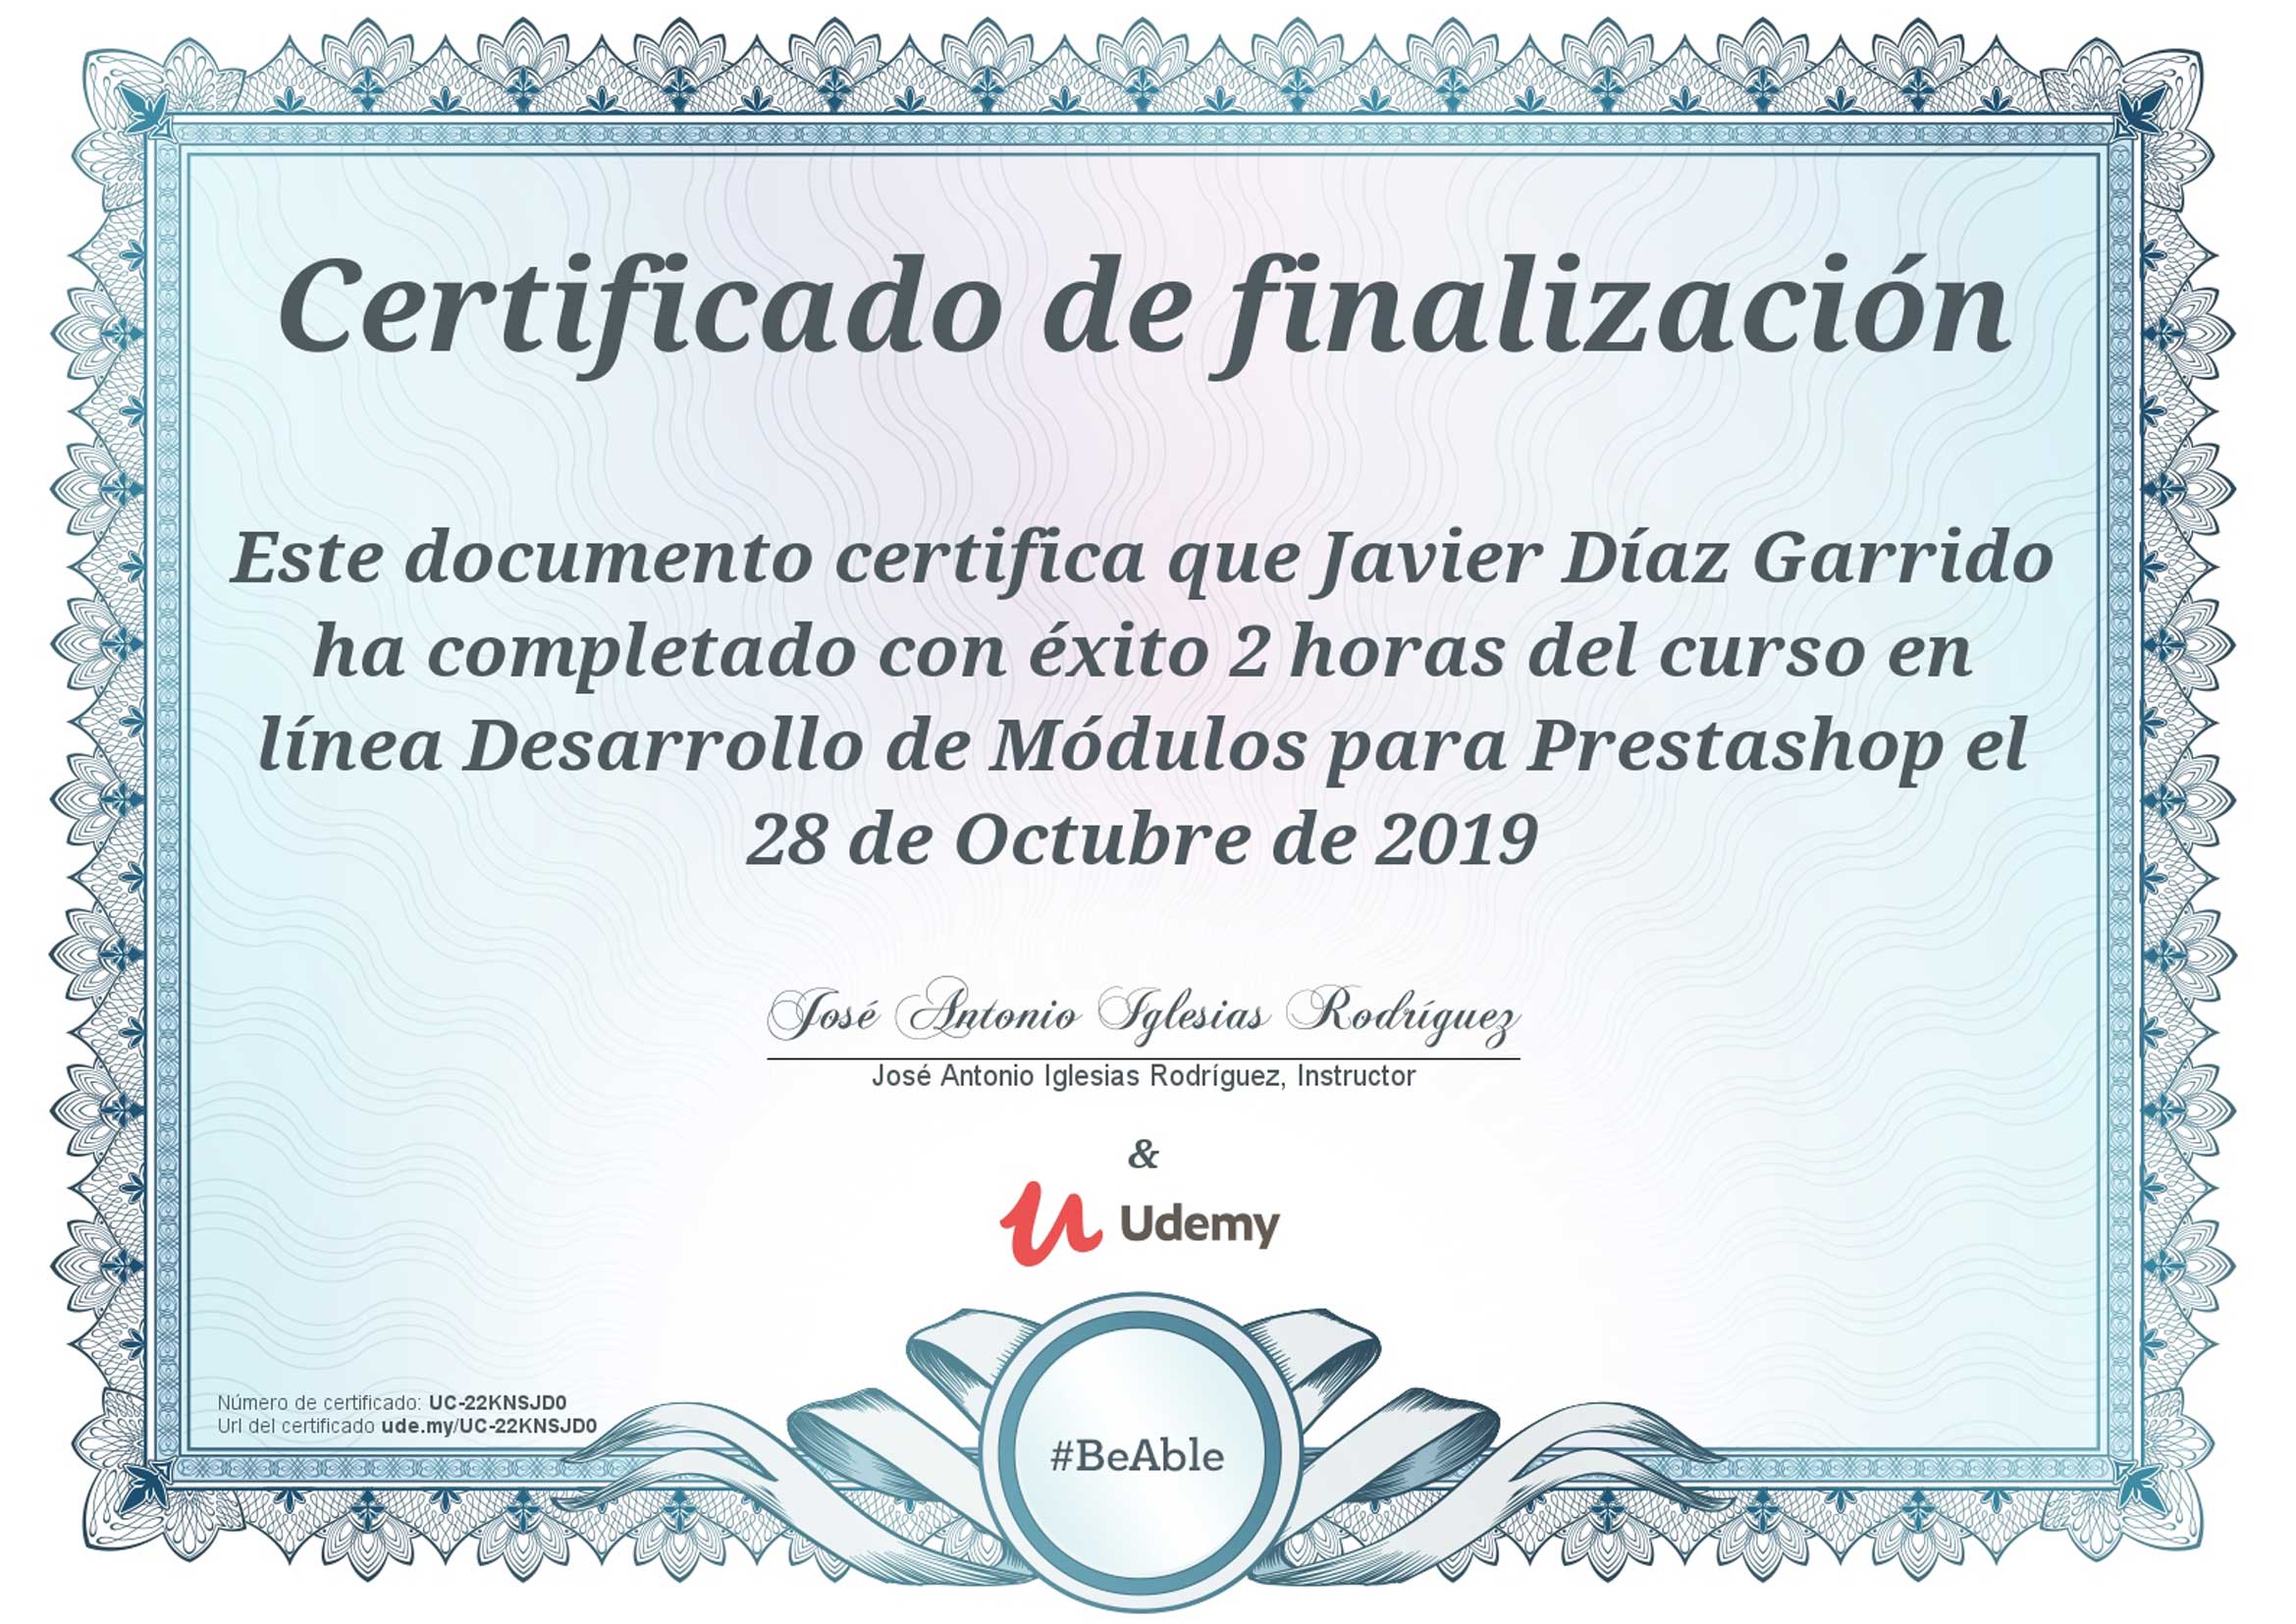 Certificado de finalización
Este documento certifica que Javier Díaz Garrido
ha completado con éxito 2 horas del curso en
línea Desarrollo de Módulos para Prestashop el
28 de Octubre de 2019
José Antonio Iglesias Rodríguez
José Antonio Iglesias Rodríguez, Instructor
&
Udemy
Número de certificado: UC-22KNSJD0
Url del certificado ude.my/UC-22KNSJD0
#BeAble